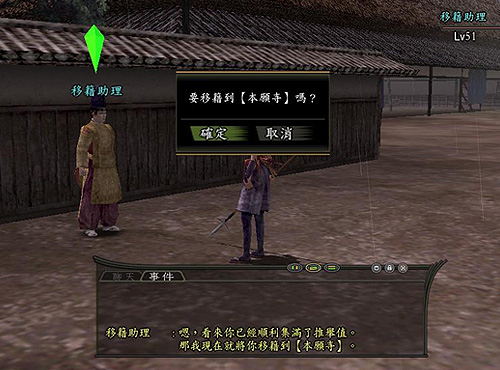 移籍助理
Lv51
移籍助理
要移籍到【本願寺】嗎？
確定 取消
聊天 事件
移籍助理 ：嗯，看來你已經順利集滿了推舉值。
那我現在就將你移籍到【本願寺】。